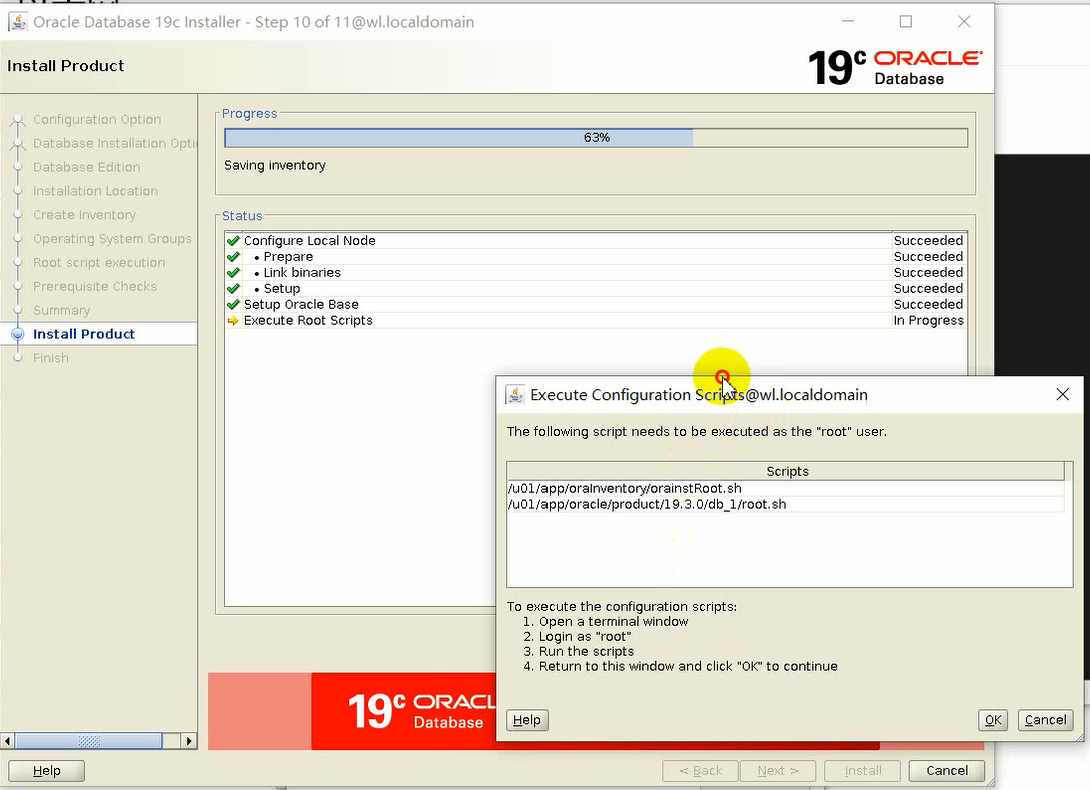 Oracle Database 19c Installer - Step 10 of 11@wl.localdomain
Install Product
19c ORACLE
Database
Configuration Option
Database Installation Opti
Database Edition
Installation Location
Create Inventory
Operating System Groups
Root script execution
Prerequisite Checks
Summary
Install Product
Finish
Progress
63%
Saving inventory
Status
Configure Local Node Succeeded
• Prepare Succeeded
• Link binaries Succeeded
• Setup Succeeded
Setup Oracle Base Succeeded
Execute Root Scripts In Progress
Execute Configuration Scripts@wl.localdomain
The following script needs to be executed as the "root" user.
Scripts
/u01/app/oraInventory/orainstRoot.sh
/u01/app/oracle/product/19.3.0/db_1/root.sh
To execute the configuration scripts:
1. Open a terminal window
2. Login as "root"
3. Run the scripts
4. Return to this window and click "OK" to continue
Help OK Cancel
19c ORACL
Database
Help < Back Next > Install Cancel